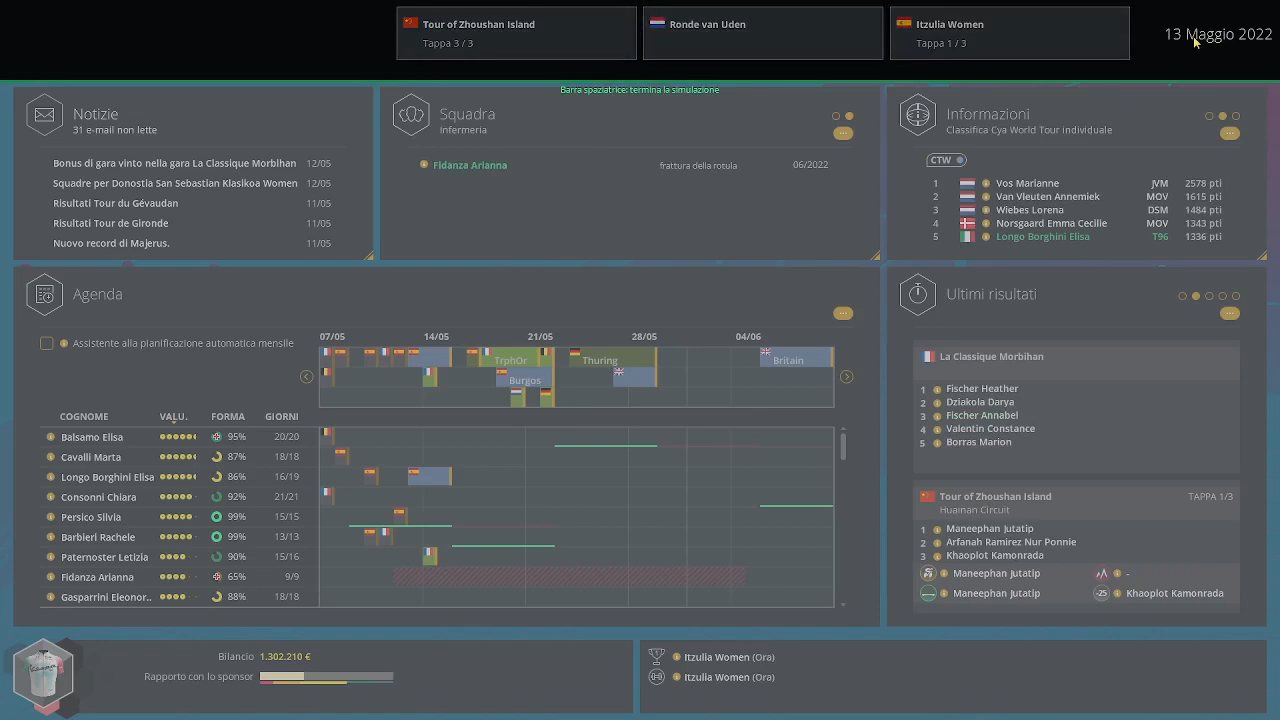 Tour of Zhoushan Island
Tappa 3 / 3
Ronde van Uden
Itzulia Women
Tappa 1 / 3
13 Maggio 2022
Barra spaziatrice: termina la simulazione
Notizie
31 e-mail non lette
Bonus di gara vinto nella gara La Classique Morbihan 12/05
Squadre per Donostia San Sebastian Klasikoa Women 12/05
Risultati Tour du Gévaudan 11/05
Risultati Tour de Gironde 11/05
Nuovo record di Majerus. 11/05
Squadra
Infermeria
Fidanza Arianna frattura della rotula 06/2022
Informazioni
Classifica Cya World Tour individuale
CTW
1 Vos Marianne JVM 2578 pti
2 Van Vleuten Annemiek MOV 1615 pti
3 Wiebes Lorena DSM 1484 pti
4 Norsgaard Emma Cecille MOV 1343 pti
5 Longo Borghini Elisa T96 1336 pti
Agenda
Assistente alla planificazione automatica mensile
07/05 14/05 21/05 28/05 04/06
TrphOr Thuring Britain
Burgos
COGNOME VALU. FORMA GIORNI
Balsamo Elisa 95% 20/20
Cavalli Marta 87% 18/18
Longo Borghini Elisa 86% 16/19
Consonni Chiara 92% 21/21
Persico Silvia 99% 15/15
Barbieri Rachele 99% 13/13
Paternoster Letizia 90% 15/16
Fidanza Arianna 65% 9/9
Gasparrini Eleonor.. 88% 18/18
Ultimi risultati
La Classique Morbihan
1 Fischer Heather
2 Dziakola Darya
3 Fischer Annabel
4 Valentin Constance
5 Borras Marion
Tour of Zhoushan Island TAPPA 1/3
Huainan Circuit
1 Maneephan Jutatip
2 Arfanah Ramirez Nur Ponnie
3 Khaoplot Kamonrada
Maneephan Jutatip -
Maneephan Jutatip -25 Khaoplot Kamonrada
Bilancio 1.302.210 €
Rapporto con lo sponsor
Itzulia Women (Ora)
Itzulia Women (Ora)